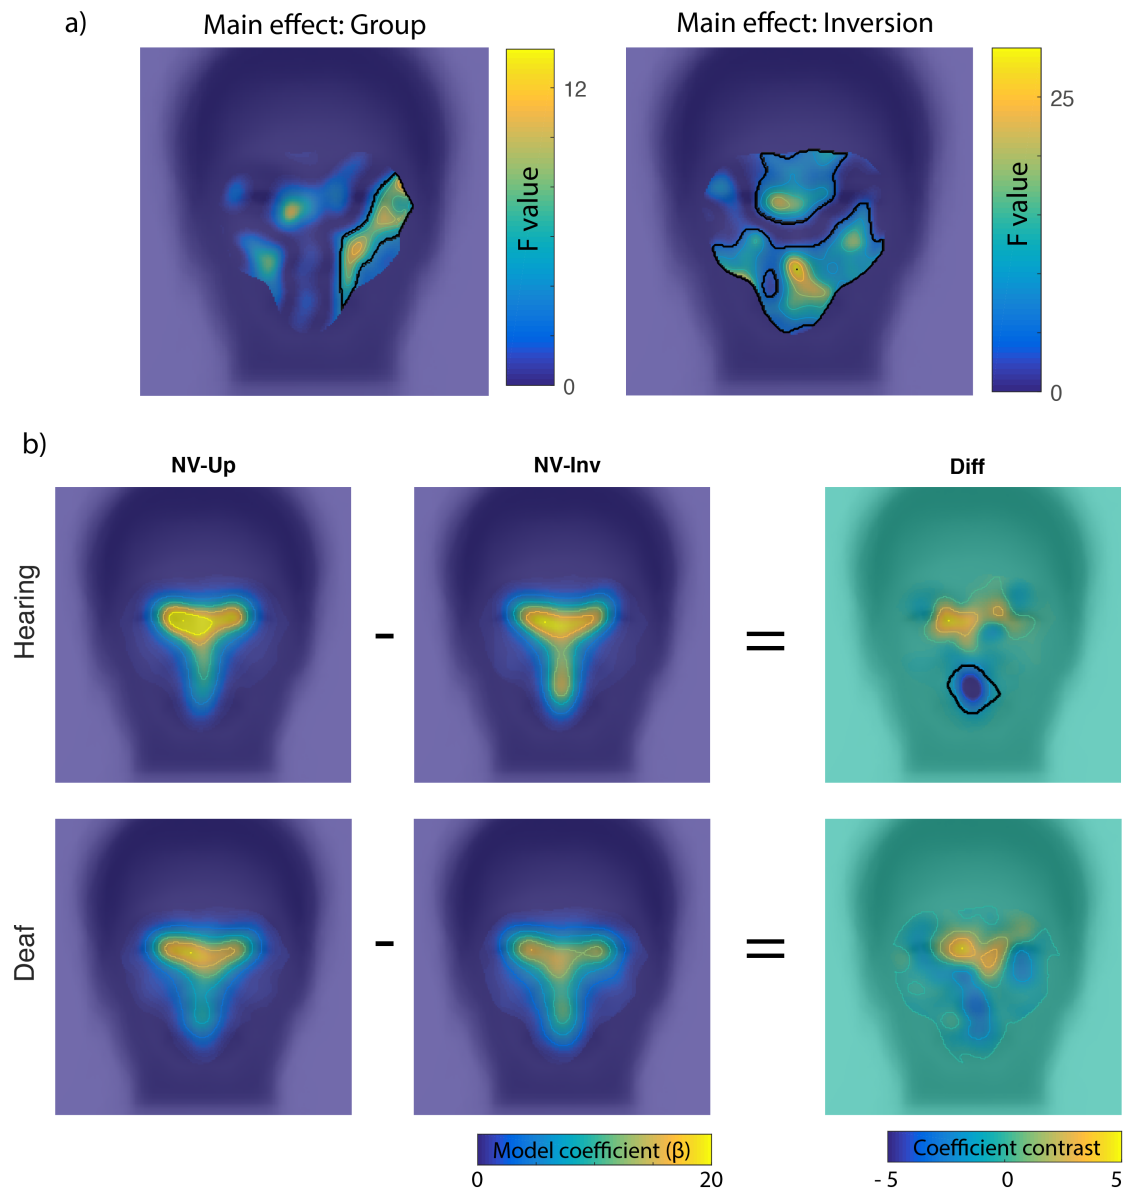 a)
Main effect: Group
Main effect: Inversion
12
F value
0
25
F value
0
b)
NV-Up
NV-Inv
Diff
Hearing
-
=
Deaf
-
=
Model coefficient (β)
0
20
Coefficient contrast
- 5
0
5